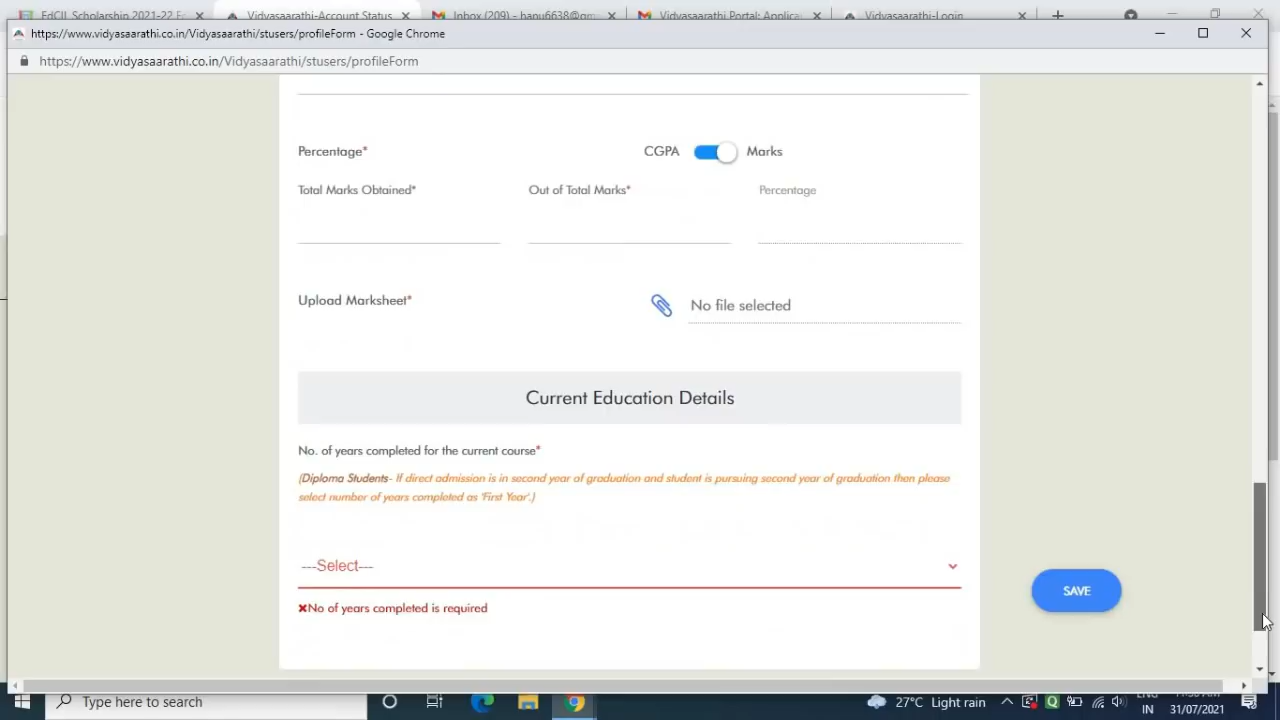 EdCIL Scholarship 2021-22 E
Vidyasaarathi-Account Status
Inbox (209) - hanu6638@gm
Vidyasaarathi Portal: Applica
Vidyasaarathi-Login
https://www.vidyasaarathi.co.in/Vidyasaarathi/stusers/profileForm - Google Chrome
https://www.vidyasaarathi.co.in/Vidyasaarathi/stusers/profileForm
Percentage*
CGPA Marks
Total Marks Obtained* Out of Total Marks* Percentage
Upload Marksheet* No file selected
Current Education Details
No. of years completed for the current course*
(Diploma Students- If direct admission is in second year of graduation and student is pursuing second year of graduation then please
select number of years completed as 'First Year'.)
---Select---
SAVE
✖No of years completed is required
Type here to search
27°C Light rain
ENG
IN
31/07/2021